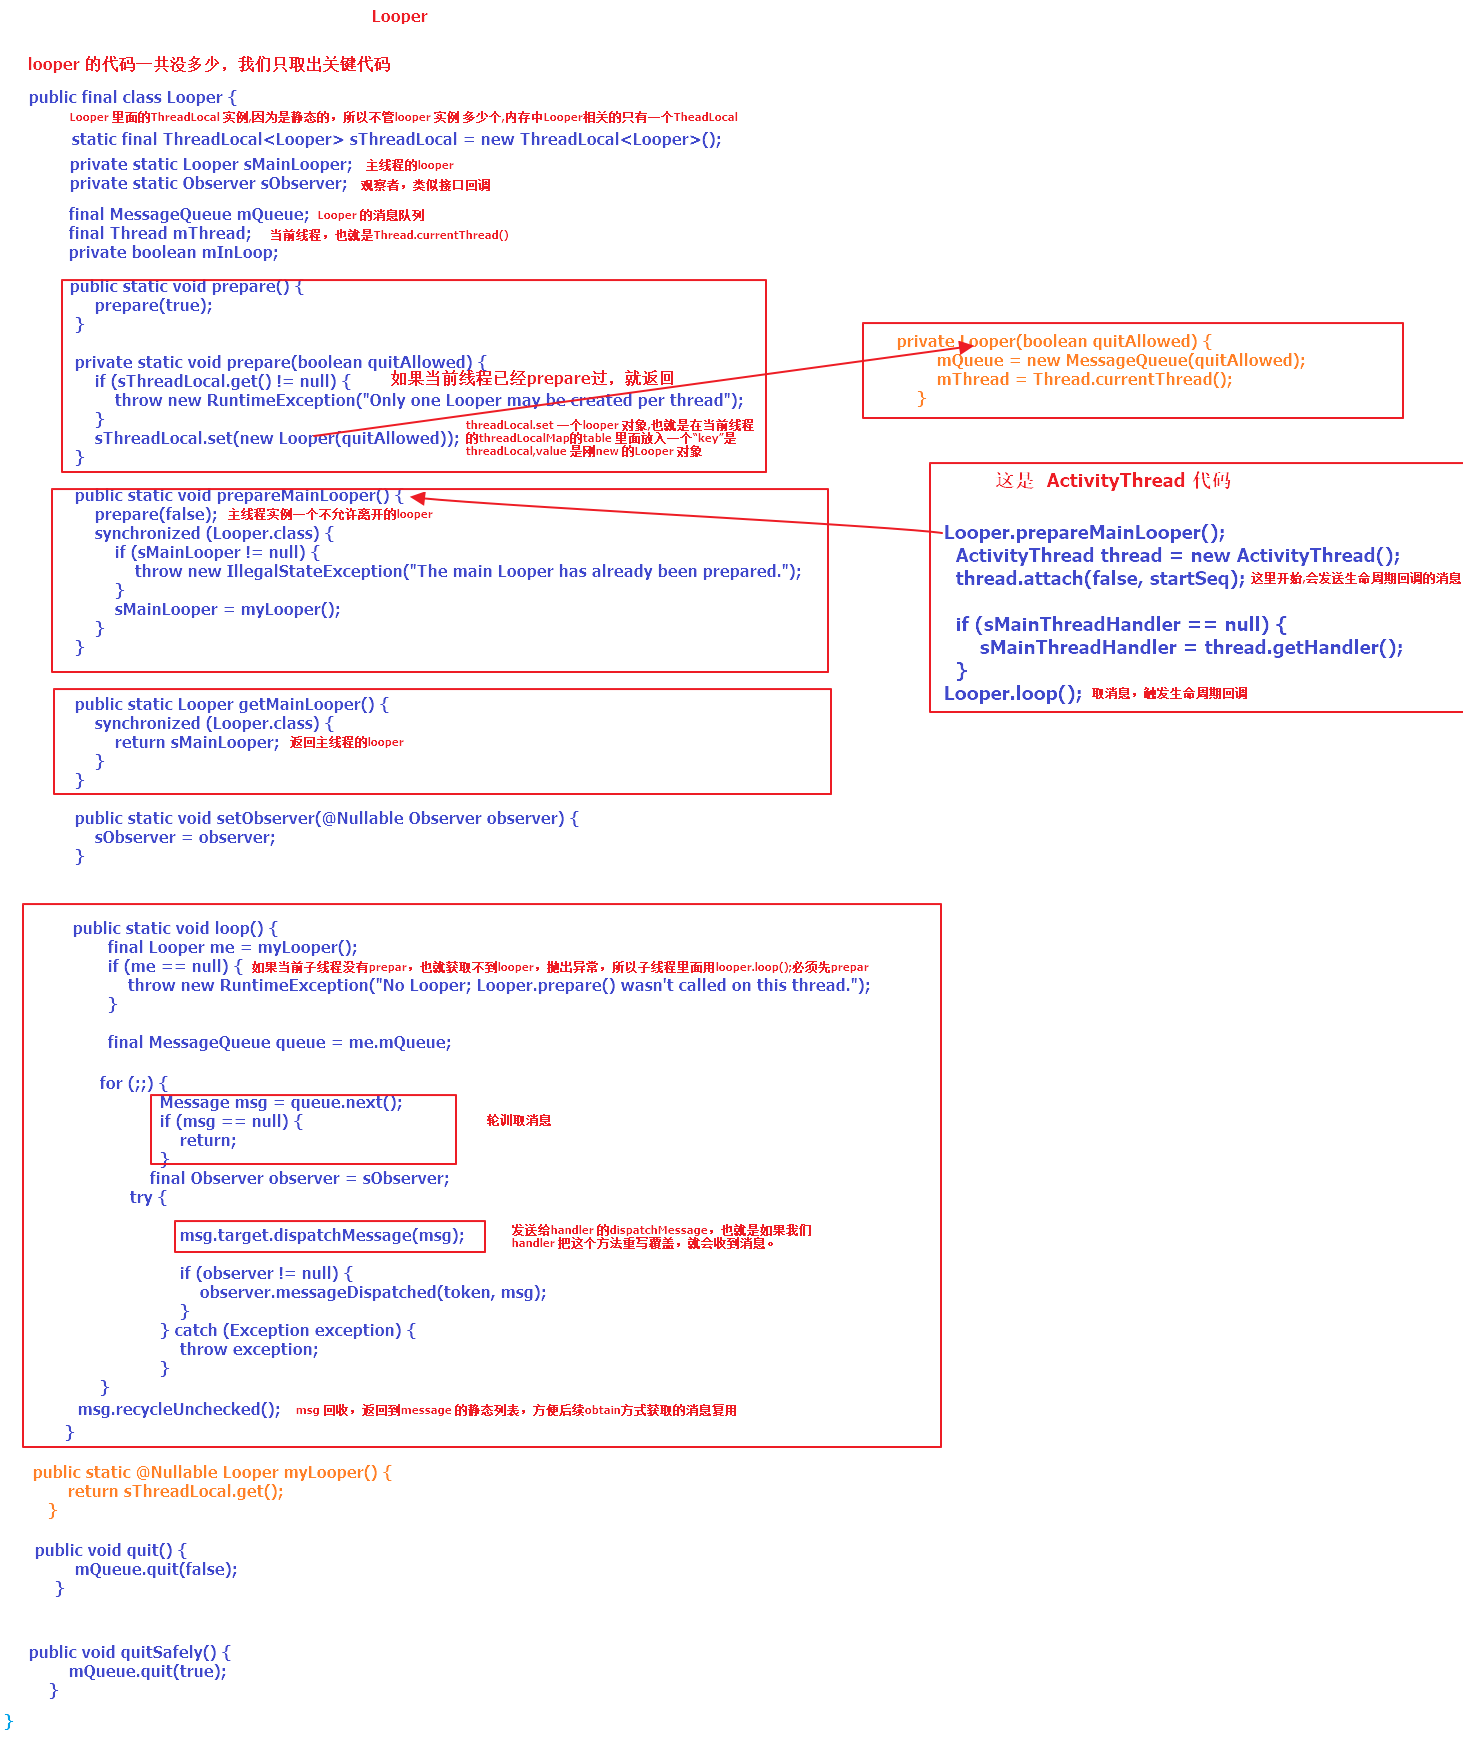 Looper
looper 的代码一共没多少，我们只取出关键代码
public final class Looper {
Looper 里面的ThreadLocal 实例,因为是静态的，所以不管looper 实例 多少个,内存中Looper相关的只有一个TheadLocal
static final ThreadLocal<Looper> sThreadLocal = new ThreadLocal<Looper>();
private static Looper sMainLooper; 主线程的looper
private static Observer sObserver; 观察者，类似接口回调
final MessageQueue mQueue; Looper 的消息队列
final Thread mThread; 当前线程，也就是Thread.currentThread()
private boolean mInLoop;
public static void prepare() {
prepare(true);
}
private static void prepare(boolean quitAllowed) {
if (sThreadLocal.get() != null) { 如果当前线程已经prepare过，就返回
throw new RuntimeException("Only one Looper may be created per thread");
}
sThreadLocal.set(new Looper(quitAllowed));
threadLocal.set 一个looper 对象,也就是在当前线程
的threadLocalMap的table 里面放入一个“key”是
threadLocal,value 是刚new 的Looper 对象
}
private Looper(boolean quitAllowed) {
mQueue = new MessageQueue(quitAllowed);
mThread = Thread.currentThread();
}
public static void prepareMainLooper() {
prepare(false); 主线程实例一个不允许离开的looper
synchronized (Looper.class) {
if (sMainLooper != null) {
throw new IllegalStateException("The main Looper has already been prepared.");
}
sMainLooper = myLooper();
}
}
这是 ActivityThread 代码
Looper.prepareMainLooper();
ActivityThread thread = new ActivityThread();
thread.attach(false, startSeq); 这里开始,会发送生命周期回调的消息
if (sMainThreadHandler == null) {
sMainThreadHandler = thread.getHandler();
}
Looper.loop(); 取消息，触发生命周期回调
public static Looper getMainLooper() {
synchronized (Looper.class) {
return sMainLooper; 返回主线程的looper
}
}
public static void setObserver(@Nullable Observer observer) {
sObserver = observer;
}
public static void loop() {
final Looper me = myLooper();
if (me == null) { 如果当前子线程没有prepar，也就获取不到looper，抛出异常，所以子线程里面用looper.loop();必须先prepar
throw new RuntimeException("No Looper; Looper.prepare() wasn't called on this thread.");
}
final MessageQueue queue = me.mQueue;
for (;;) {
Message msg = queue.next();
if (msg == null) { 轮训取消息
return;
}
final Observer observer = sObserver;
try {
msg.target.dispatchMessage(msg);
发送给handler 的dispatchMessage，也就是如果我们
handler 把这个方法重写覆盖，就会收到消息。
if (observer != null) {
observer.messageDispatched(token, msg);
}
} catch (Exception exception) {
throw exception;
}
}
msg.recycleUnchecked(); msg 回收，返回到message 的静态列表，方便后续obtain方式获取的消息复用
}
public static @Nullable Looper myLooper() {
return sThreadLocal.get();
}
public void quit() {
mQueue.quit(false);
}
public void quitSafely() {
mQueue.quit(true);
}
}